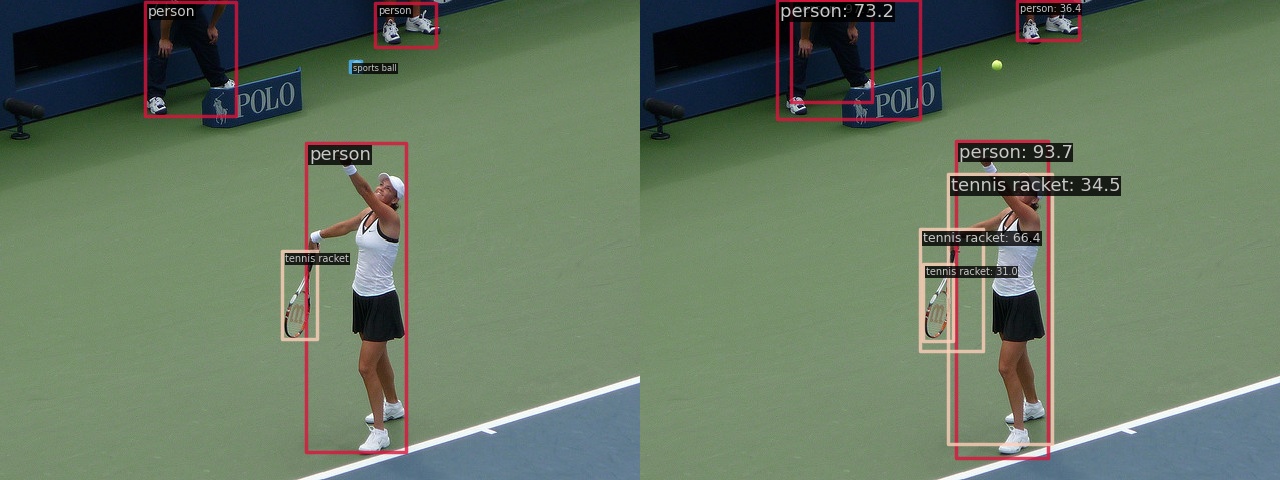 person
person
sports ball
POLO
person
tennis racket
person: 73.2
person: 36.4
POLO
person: 93.7
tennis racket: 34.5
tennis racket: 66.4
tennis racket: 31.0